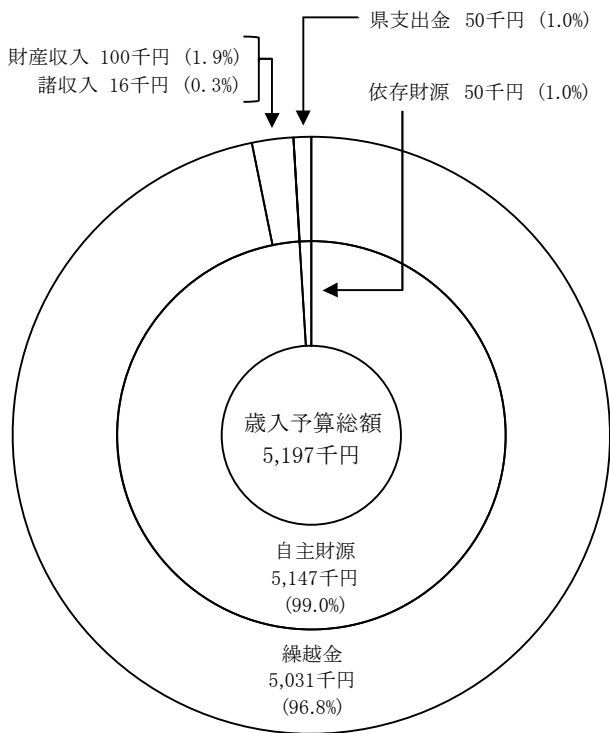 県支出金 50千円 (1.0%)
財産収入 100千円 (1.9%)
諸収入 16千円 (0.3%)
依存財源 50千円 (1.0%)
歳入予算総額
5,197千円
自主財源
5,147千円
(99.0%)
繰越金
5,031千円
(96.8%)